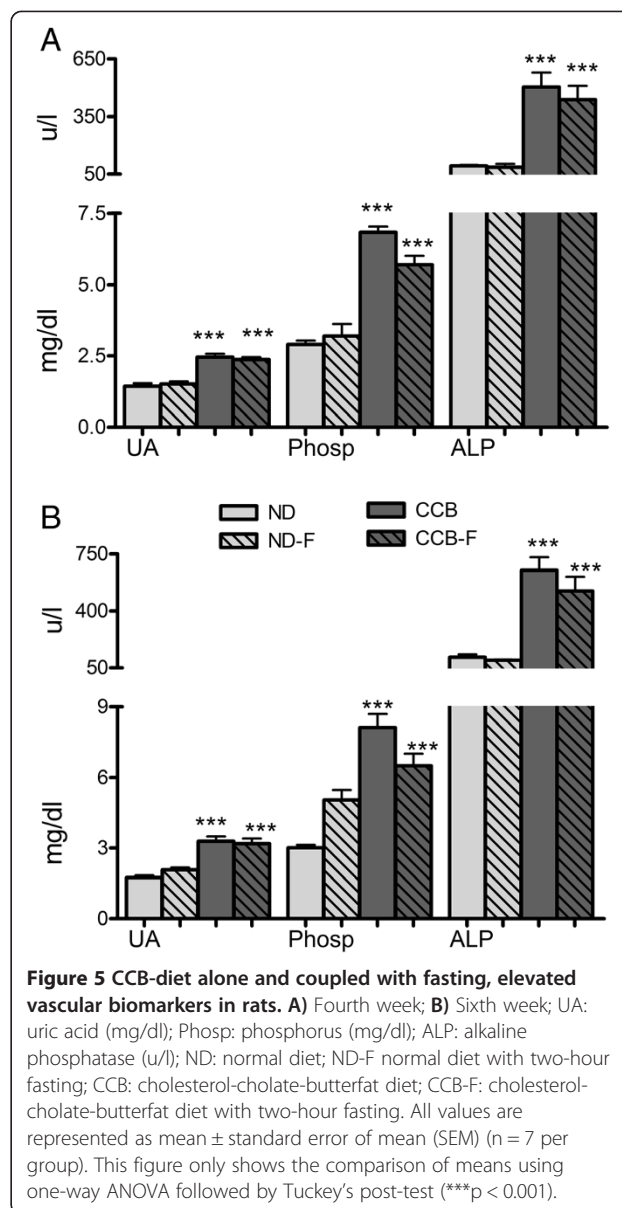 A
u/l
650
350
50
*** ***
mg/dl
7.5
5.0
2.5
0.0
*** ***
*** ***
UA Phosp ALP
B
ND CCB
ND-F CCB-F
u/l
750
400
50
*** ***
mg/dl
9
6
3
0
*** ***
*** ***
UA Phosp ALP
Figure 5 CCB-diet alone and coupled with fasting, elevated
vascular biomarkers in rats. A) Fourth week; B) Sixth week; UA:
uric acid (mg/dl); Phosp: phosphorus (mg/dl); ALP: alkaline
phosphatase (u/l); ND: normal diet; ND-F normal diet with two-hour
fasting; CCB: cholesterol-cholate-butterfat diet; CCB-F: cholesterol-
cholate-butterfat diet with two-hour fasting. All values are
represented as mean ± standard error of mean (SEM) (n = 7 per
group). This figure only shows the comparison of means using
one-way ANOVA followed by Tuckey's post-test (***p < 0.001).